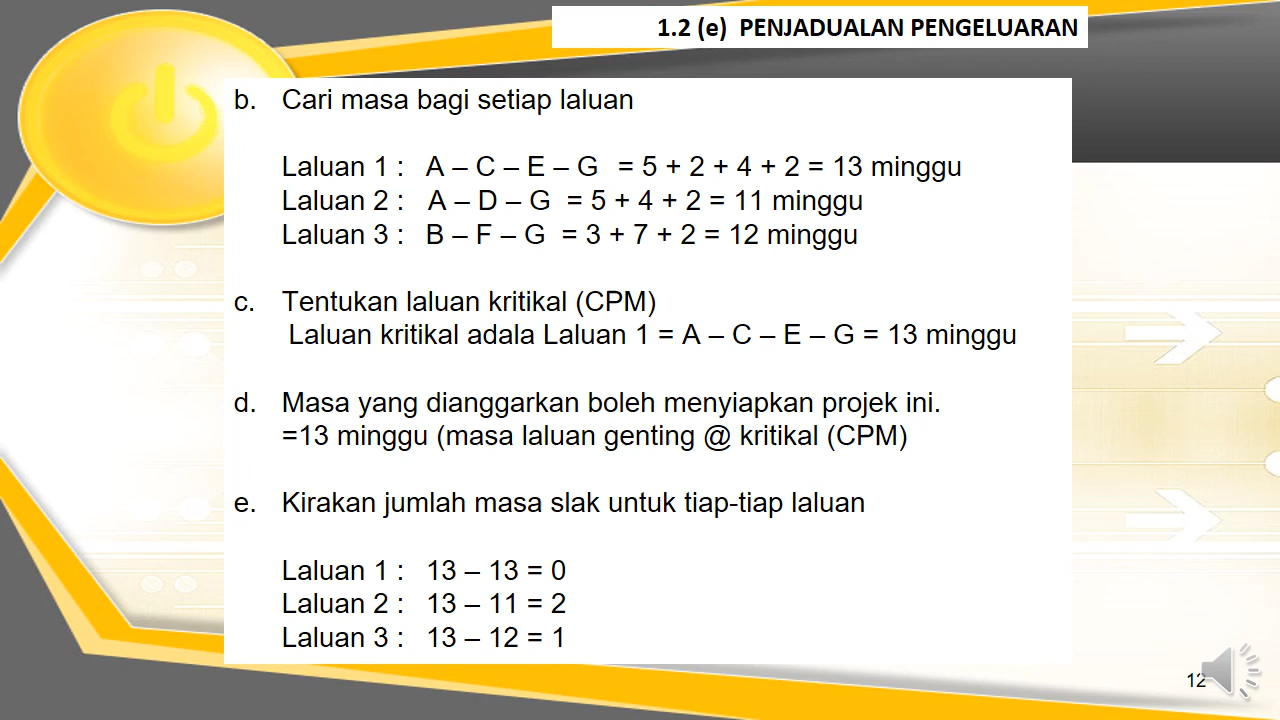 1.2 (e) PENJADUALAN PENGELUARAN
b. Cari masa bagi setiap laluan
Laluan 1 : A – C – E – G = 5 + 2 + 4 + 2 = 13 minggu
Laluan 2 : A – D – G = 5 + 4 + 2 = 11 minggu
Laluan 3 : B – F – G = 3 + 7 + 2 = 12 minggu
c. Tentukan laluan kritikal (CPM)
Laluan kritikal adala Laluan 1 = A – C – E – G = 13 minggu
d. Masa yang dianggarkan boleh menyiapkan projek ini.
=13 minggu (masa laluan genting @ kritikal (CPM)
e. Kirakan jumlah masa slak untuk tiap-tiap laluan
Laluan 1 : 13 – 13 = 0
Laluan 2 : 13 – 11 = 2
Laluan 3 : 13 – 12 = 1
12